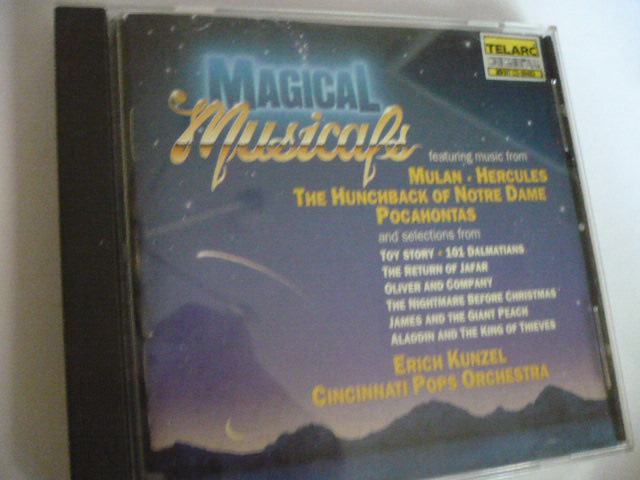 TELARC
MAGICAL
Musicals
featuring music from
MULAN · HERCULES
THE HUNCHBACK OF NOTRE DAME
POCAHONTAS
and selections from
TOY STORY · 101 DALMATIANS
THE RETURN OF JAFAR
OLIVER AND COMPANY
THE NIGHTMARE BEFORE CHRISTMAS
JAMES AND THE GIANT PEACH
ALADDIN AND THE KING OF THIEVES
ERICH KUNZEL
CINCINNATI POPS ORCHESTRA